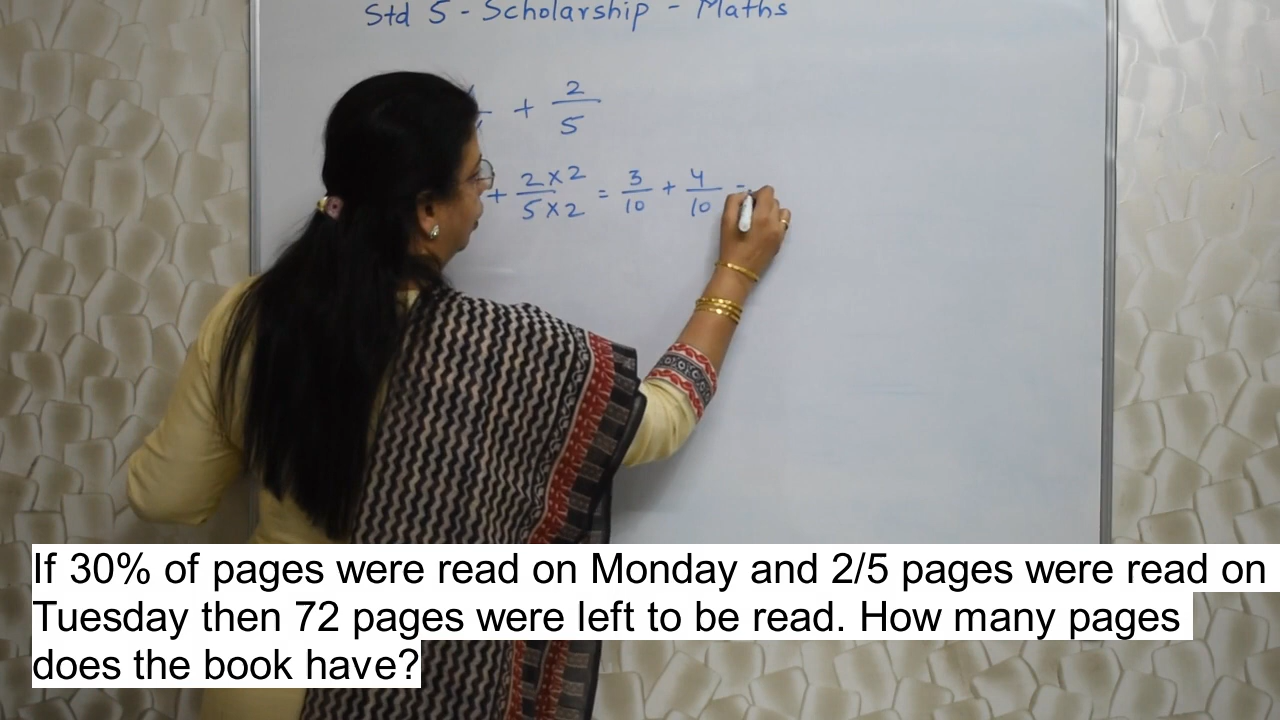 Std 5 - Scholarship - Maths
+ 2/5
+ 2×2/5×2 = 3/10 + 4/10 =
If 30% of pages were read on Monday and 2/5 pages were read on
Tuesday then 72 pages were left to be read. How many pages
does the book have?